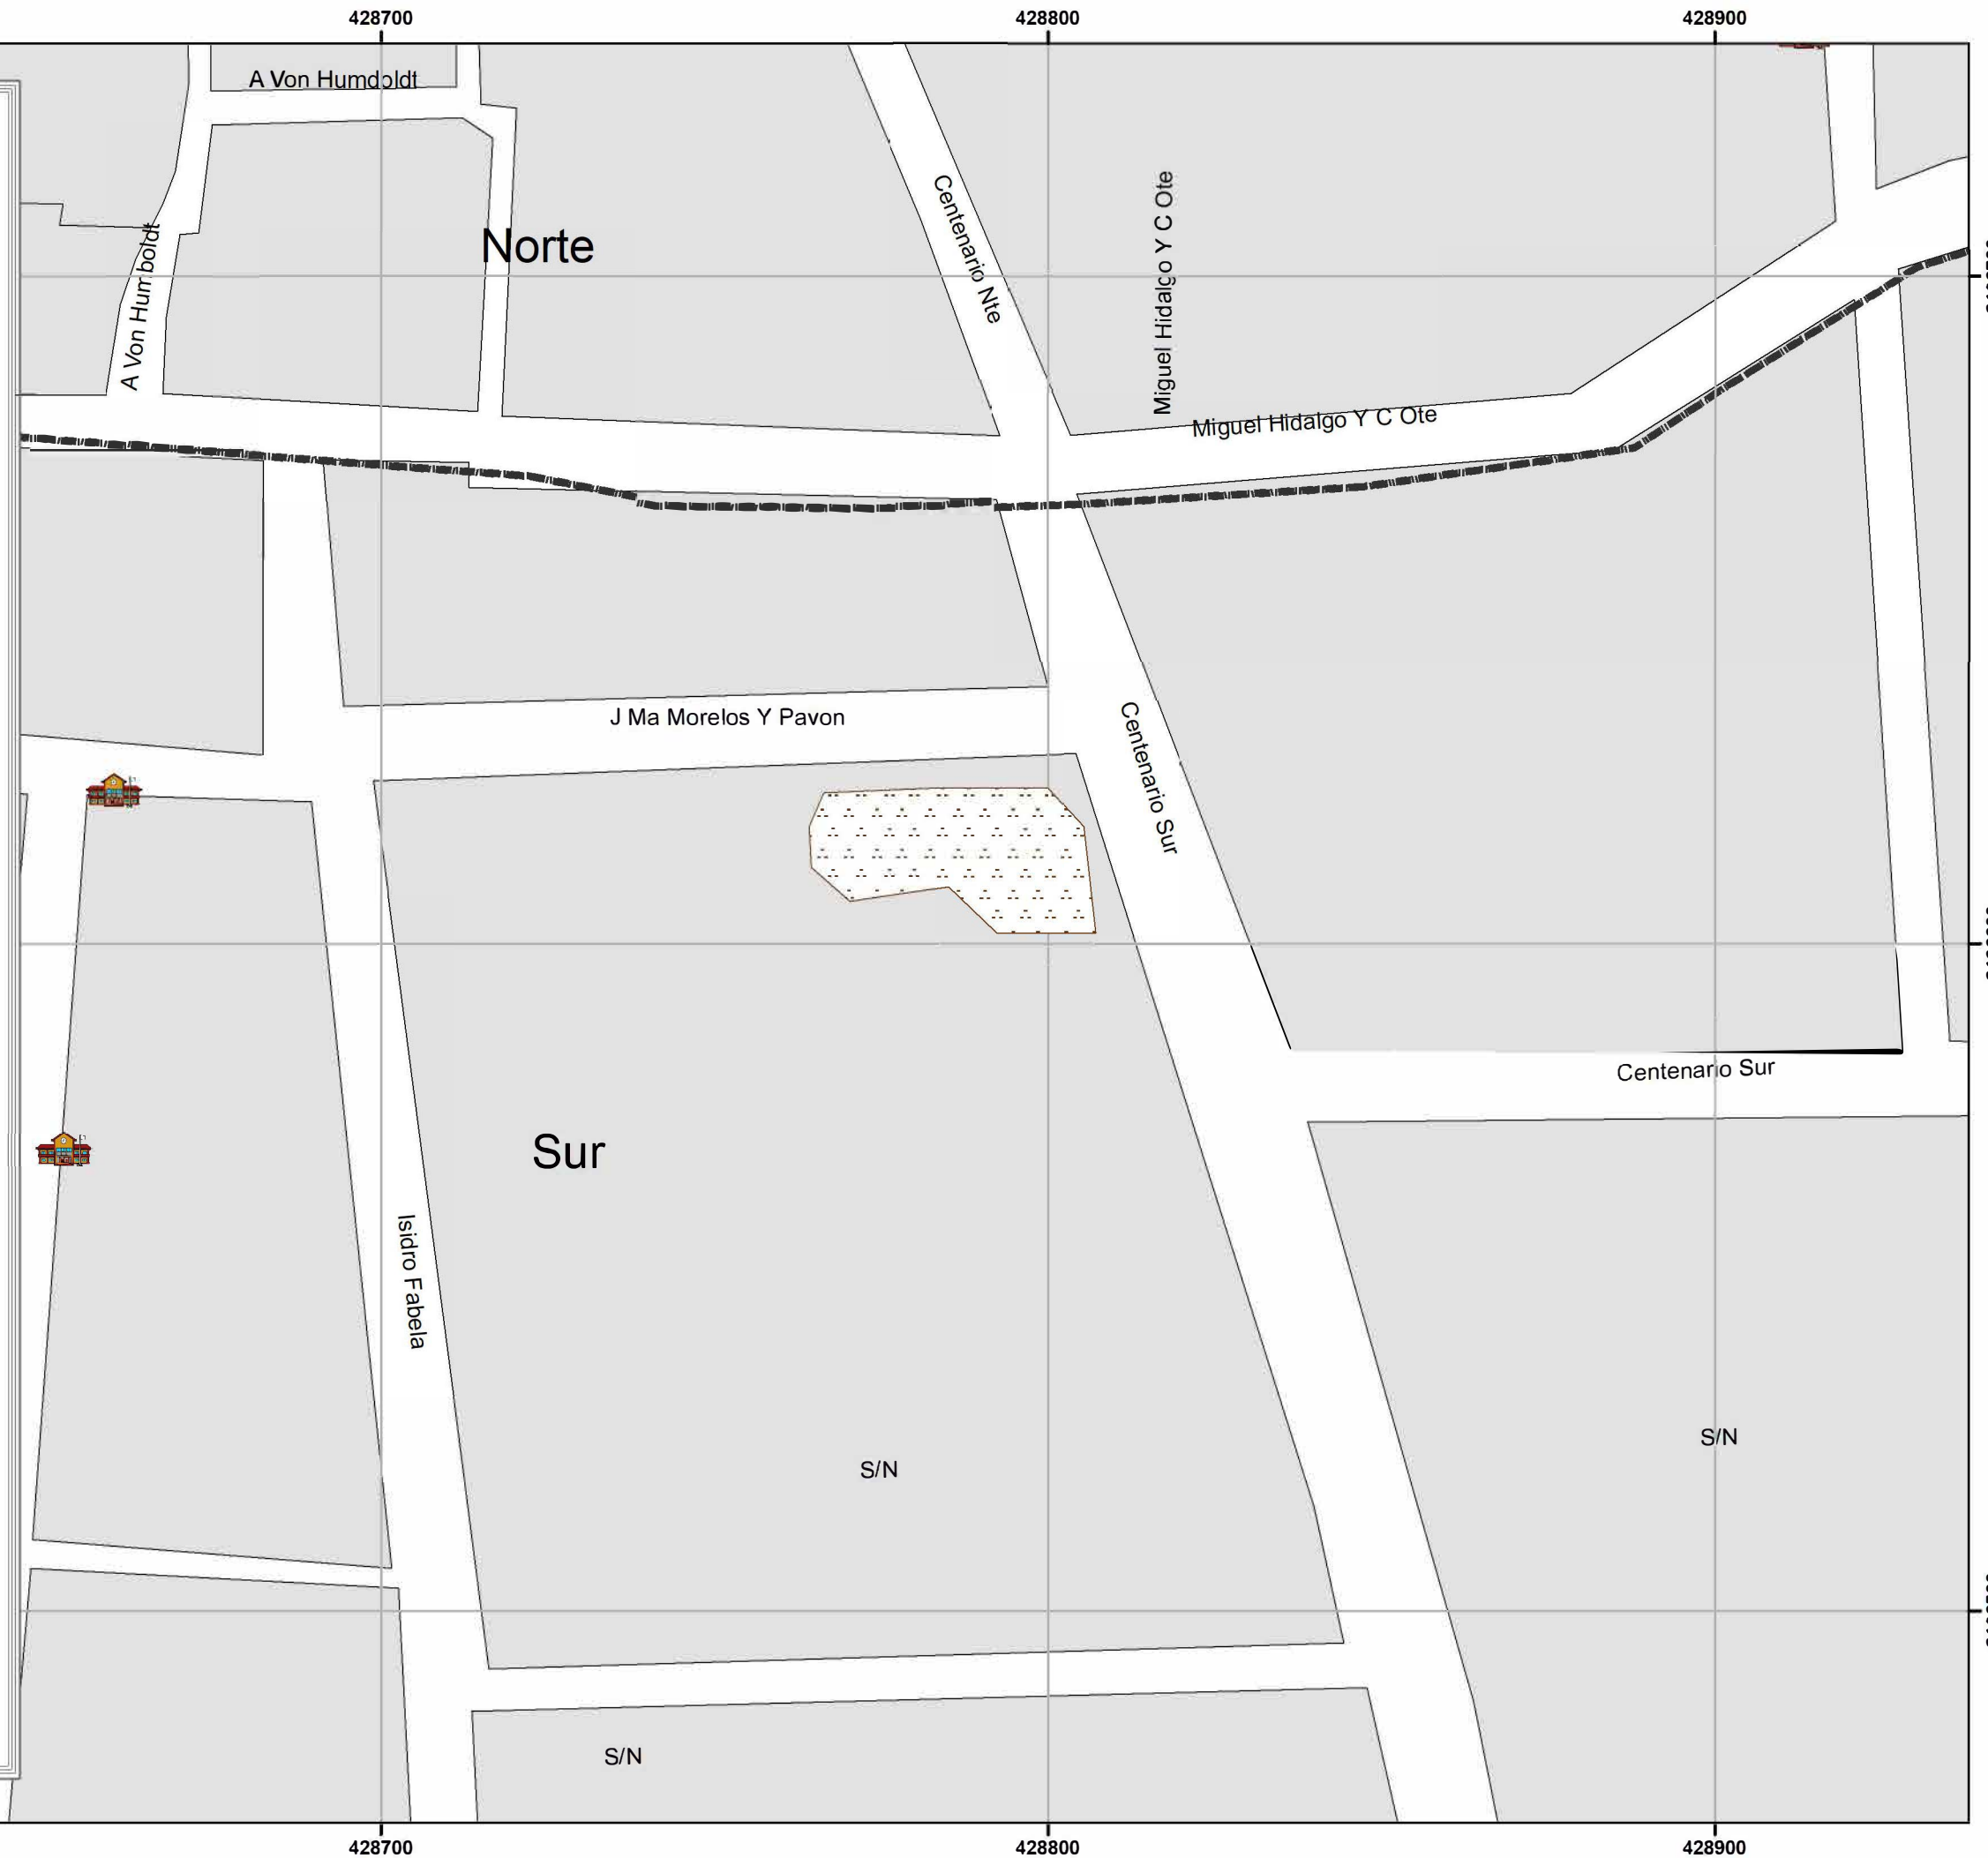 428700
428800
428900
A Von Humdoldt
A Von Humboldt
Norte
Centenario Nte
Miguel Hidalgo Y C Ote
Miguel Hidalgo Y C Ote
J Ma Morelos Y Pavon
Centenario Sur
Centenario Sur
Sur
Isidro Fabela
S/N
S/N
S/N
428700
428800
428900